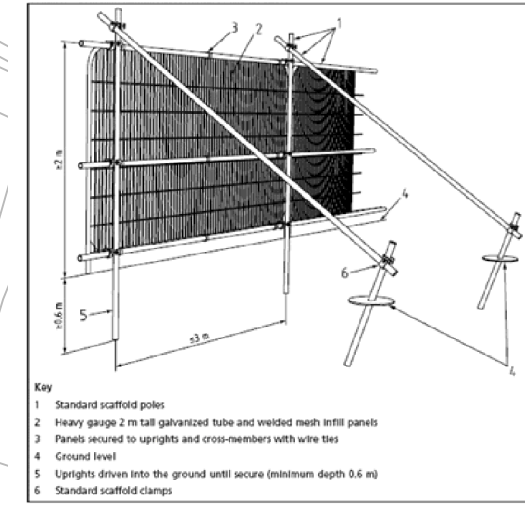 3
2
1
≥2 m
4
6
5
≥0.6 m
≤3 m
4
Key
1 Standard scaffold poles
2 Heavy gauge 2 m tall galvanized tube and welded mesh infill panels
3 Panels secured to uprights and cross-members with wire ties
4 Ground level
5 Uprights driven into the ground until secure (minimum depth 0.6 m)
6 Standard scaffold clamps